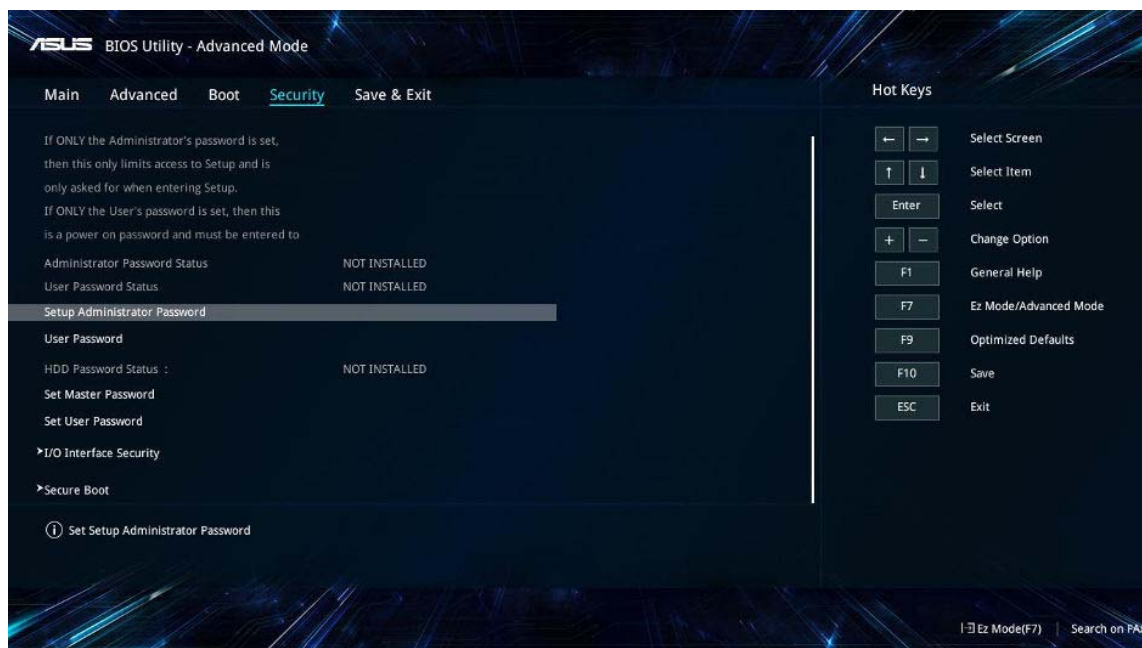 ASUS BIOS Utility - Advanced Mode
Main Advanced Boot Security Save & Exit
If ONLY the Administrator's password is set,
then this only limits access to Setup and is
only asked for when entering Setup.
If ONLY the User's password is set, then this
is a power on password and must be entered to
Administrator Password Status NOT INSTALLED
User Password Status NOT INSTALLED
Setup Administrator Password
User Password
HDD Password Status : NOT INSTALLED
Set Master Password
Set User Password
I/O Interface Security
Secure Boot
Set Setup Administrator Password
Hot Keys
← → Select Screen
↑ ↓ Select Item
Enter Select
+ − Change Option
F1 General Help
F7 Ez Mode/Advanced Mode
F9 Optimized Defaults
F10 Save
ESC Exit
Ez Mode(F7) | Search on FA